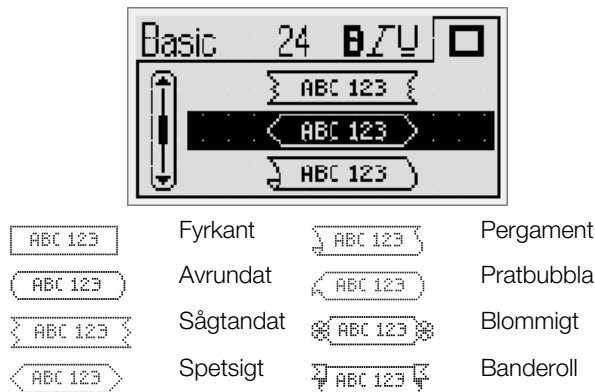 Basic 24 B I U
ABC 123
ABC 123
ABC 123
ABC 123 Fyrkant ABC 123 Pergament
ABC 123 Avrundat ABC 123 Pratbubbla
ABC 123 Sågtandat ABC 123 Blommigt
ABC 123 Spetsigt ABC 123 Banderoll